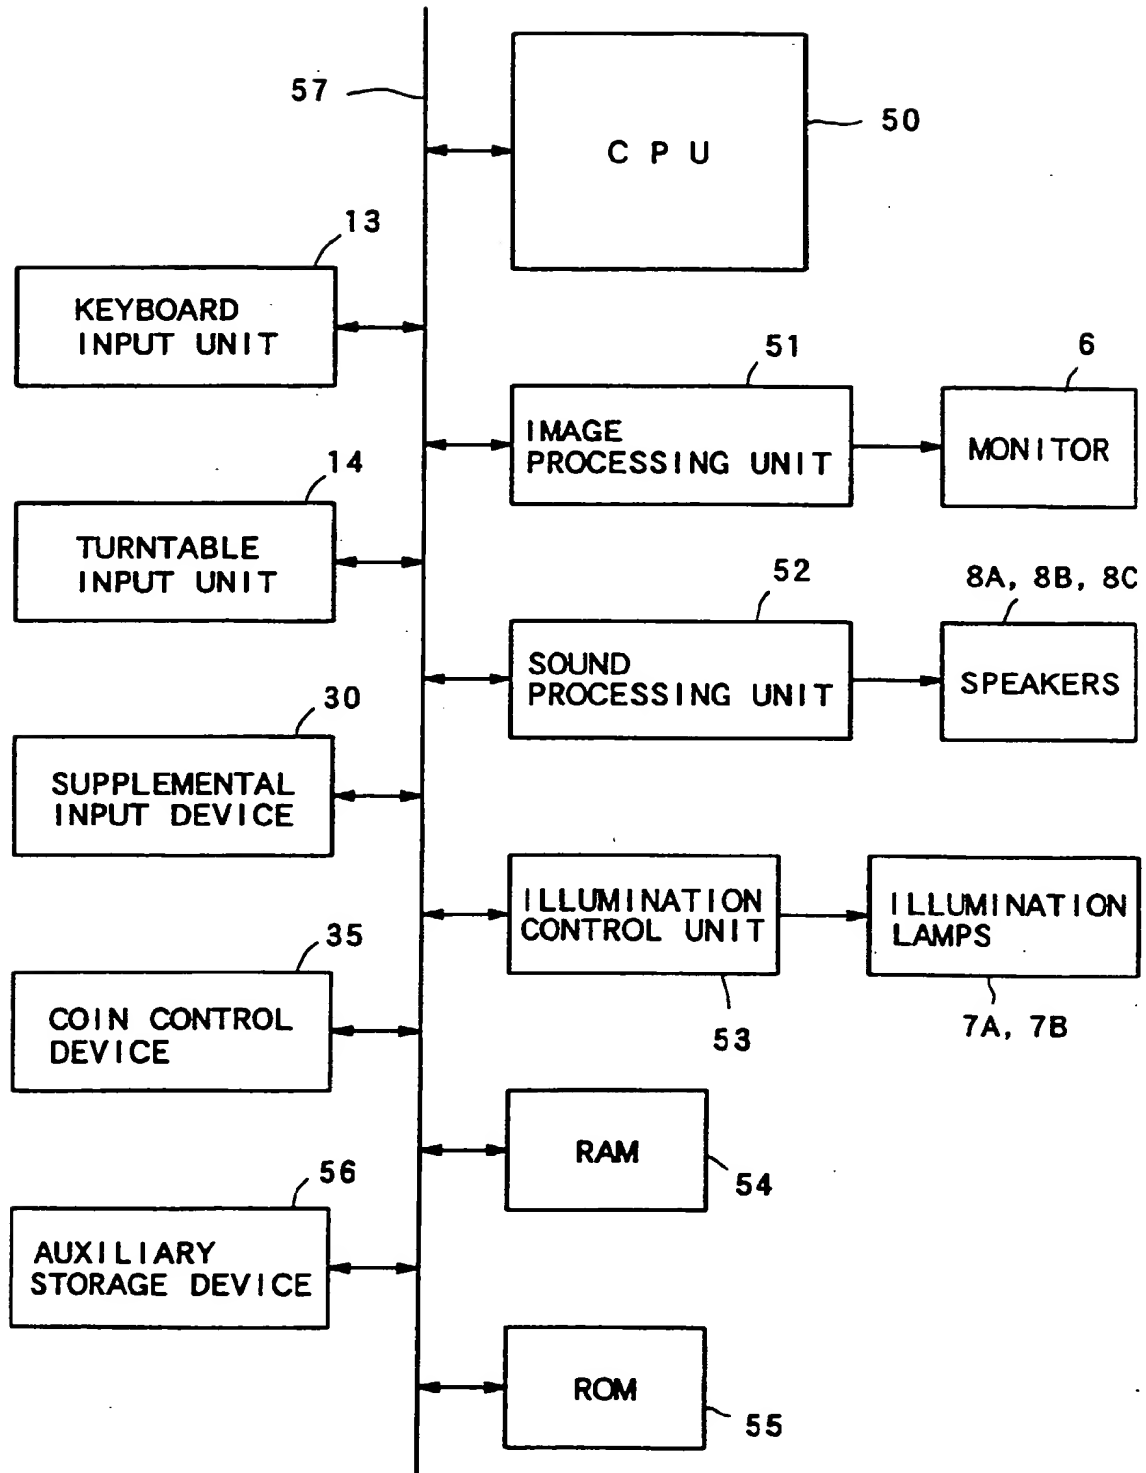 57
50
CPU
13
KEYBOARD
INPUT UNIT
51
6
IMAGE
PROCESSING UNIT
MONITOR
14
TURNTABLE
INPUT UNIT
52
8A, 8B, 8C
SOUND
PROCESSING UNIT
SPEAKERS
30
SUPPLEMENTAL
INPUT DEVICE
ILLUMINATION
CONTROL UNIT
ILLUMINATION
LAMPS
53
7A, 7B
35
COIN CONTROL
DEVICE
RAM
54
56
AUXILIARY
STORAGE DEVICE
ROM
55